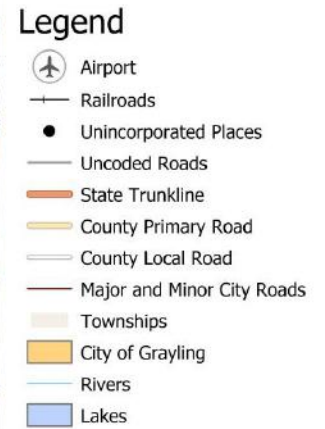 Legend
Airport
Railroads
Unincorporated Places
Uncoded Roads
State Trunkline
County Primary Road
County Local Road
Major and Minor City Roads
Townships
City of Grayling
Rivers
Lakes